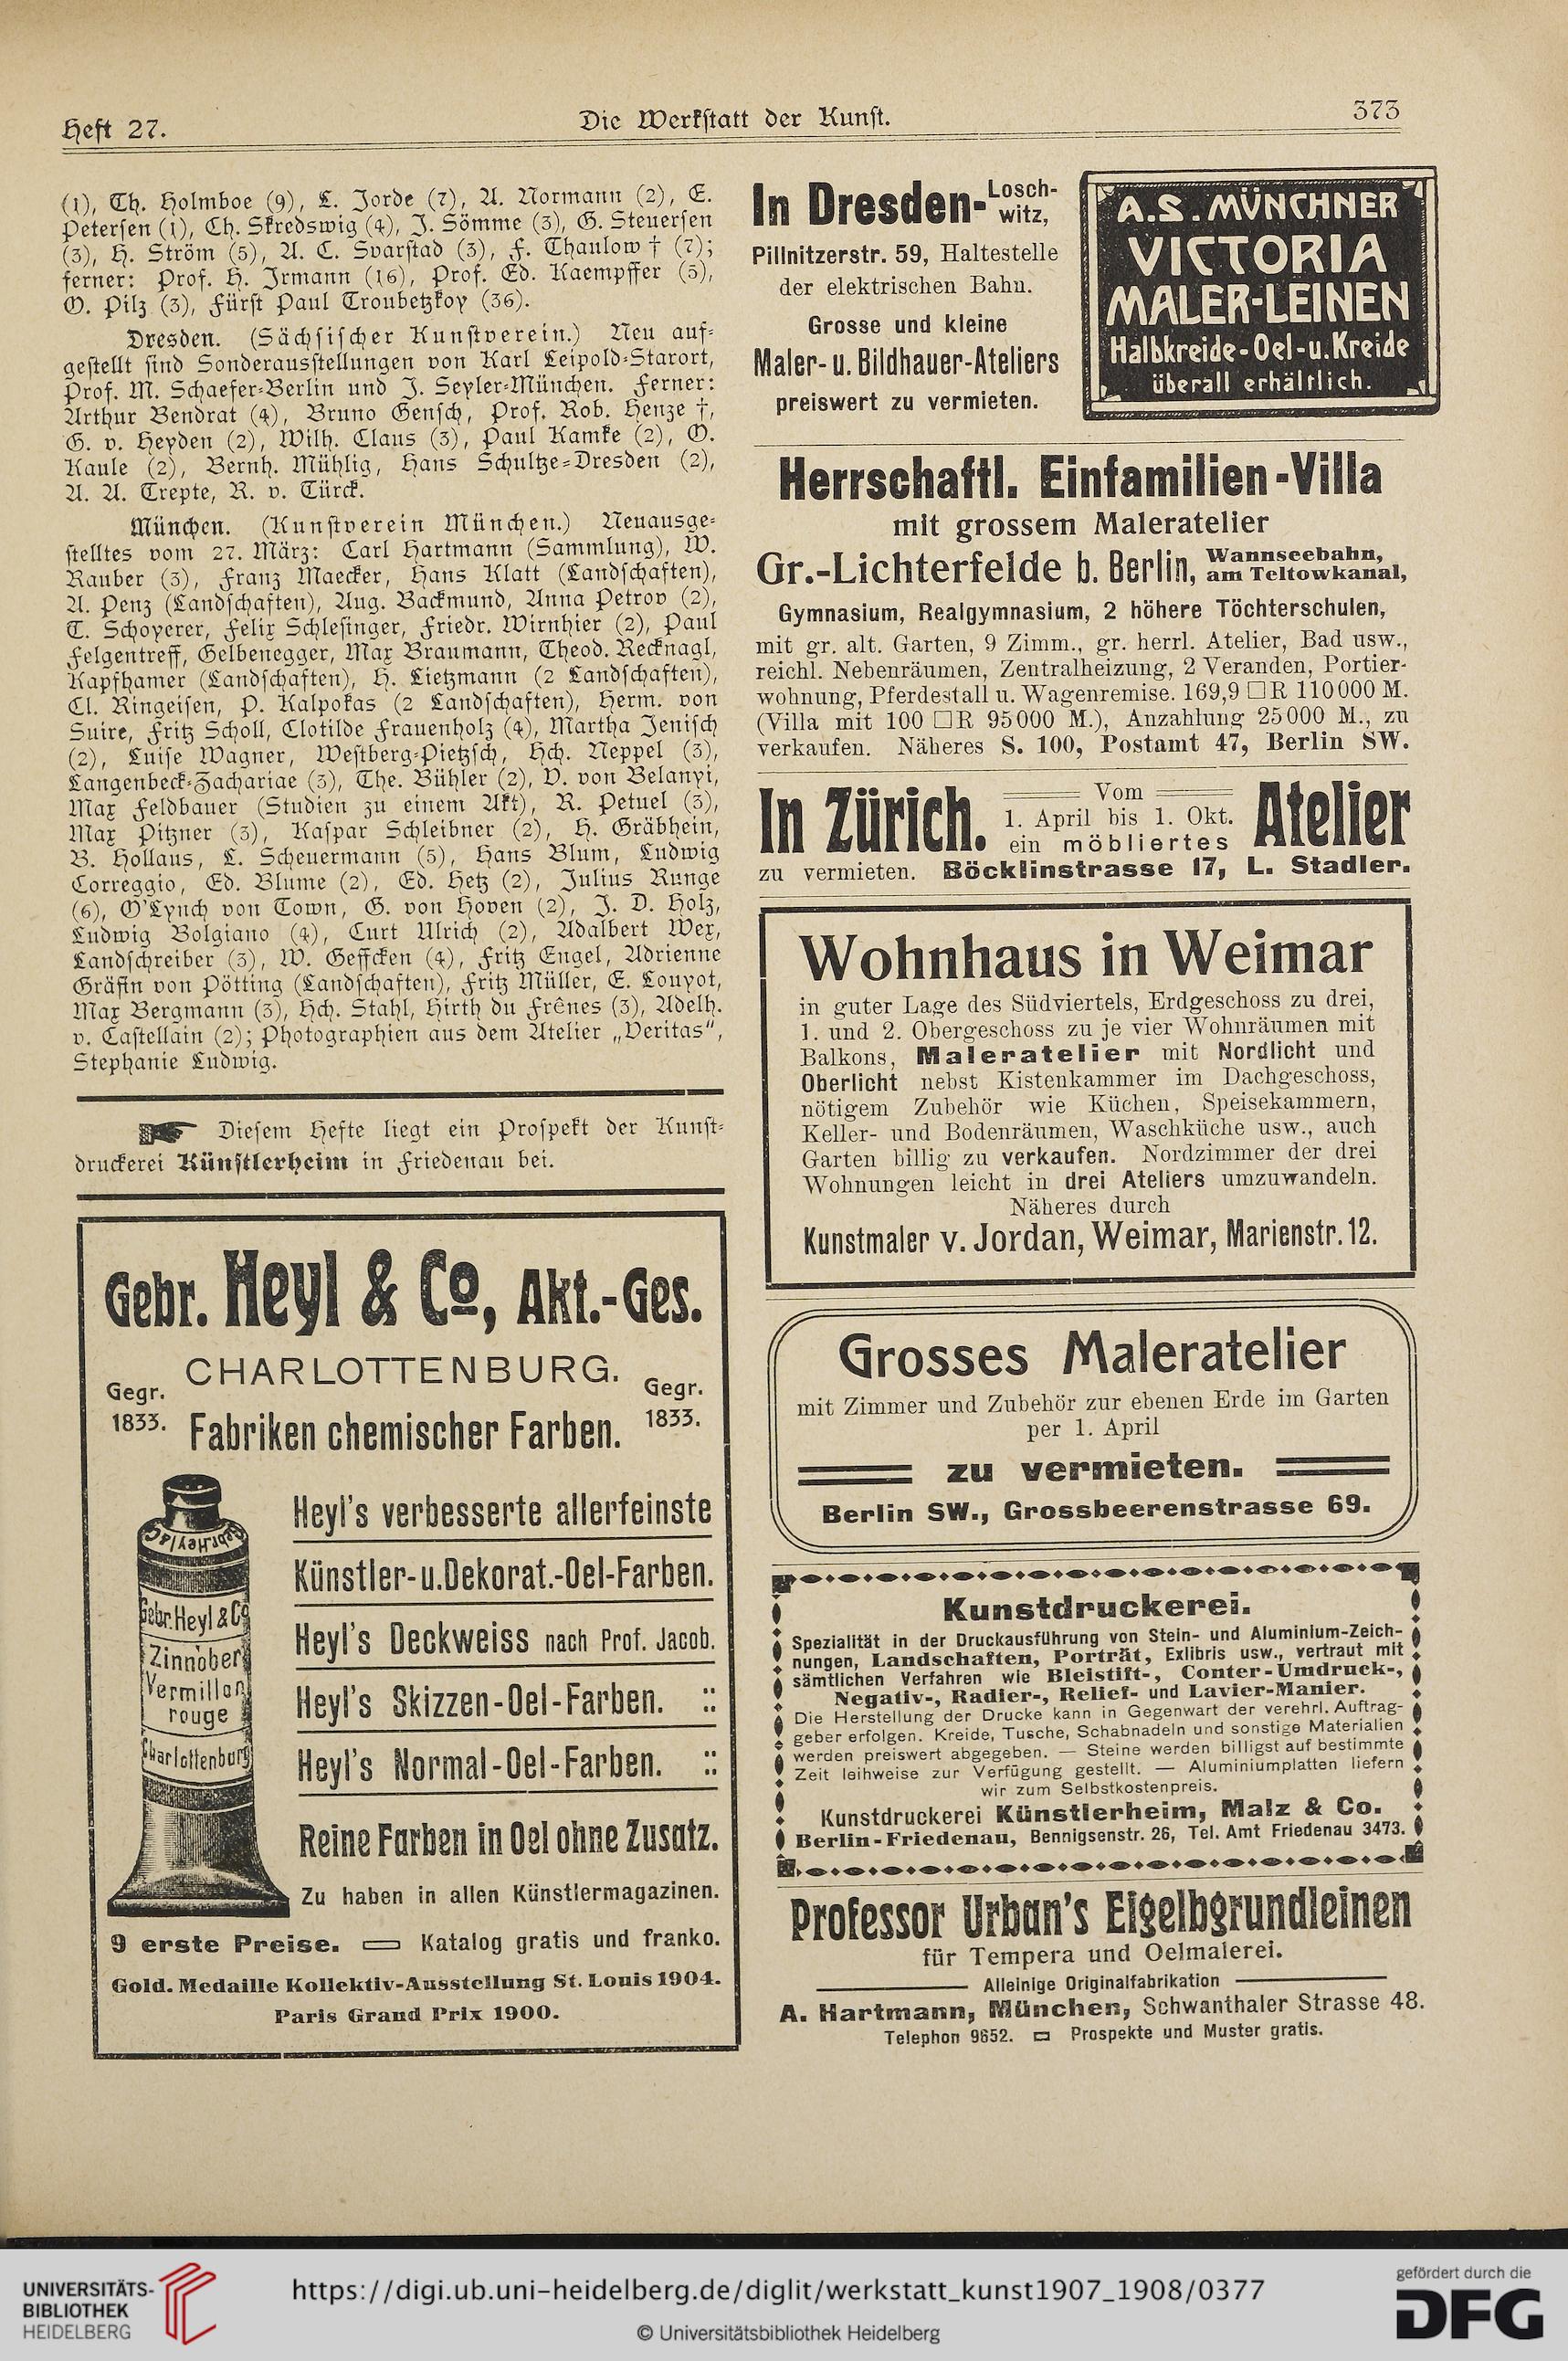 Heft 27.
Die Werkstatt der Kunst.
373
(1), Th. Holmboe (9), L. Jorde (7), A. Normann (2), E.
Petersen (1), Ch. Skredswig (4), J. Sömme (3), G. Steuersen
(3), H. Ström (5), A. C. Svarstad (3), F. Thaulow † (7);
ferner: Prof. H. Irmann (16), Prof. Ed. Kaempffer (5),
O. Pilz (3), Fürst Paul Troubetzkoy (36).
Dresden. (Sächsischer Kunstverein.) Neu auf-
gestellt sind Sonderausstellungen von Karl Leipold-Starort,
Prof. M. Schaefer-Berlin und J. Seyler-München. Ferner:
Arthur Bendrat (4), Bruno Gensch, Prof. Rob. Henze †,
G. v. Heyden (2), Wilh. Claus (3), Paul Kamke (2), O.
Kaule (2), Bernh. Mühlig, Hans Schultze-Dresden (2),
A. A. Trepte, R. v. Türck.
München. (Kunstverein München.) Neuausge-
stelltes vom 27. März: Carl Hartmann (Sammlung), W.
Rauber (3), Franz Maecker, Hans Klatt (Landschaften),
A. Penz (Landschaften), Aug. Backmund, Anna Petrov (2),
T. Schoyerer, Felix Schlesinger, Friedr. Wirnhier (2), Paul
Felgentreff, Gelbenegger, Max Braumann, Theod. Recknagl,
Kapfhamer (Landschaften), H. Lietzmann (2 Landschaften),
Cl. Ringeisen, P. Kalpokas (2 Landschaften), Herm. von
Suire, Fritz Scholl, Clotilde Frauenholz (4), Martha Jenisch
(2), Luise Wagner, Westberg-Pietzsch, Hch. Neppel (3),
Langenbeck-Zachariae (3), The. Bühler (2), V. von Belanyi,
Max Feldbauer (Studien zu einem Akt), R. Petuel (3),
Max Pitzner (3), Kaspar Schleibner (2), H. Gräbhein,
B. Hollaus, L. Scheuermann (5), Hans Blum, Ludwig
Correggio, Ed. Blume (2), Ed. Hetz (2), Julius Runge
(6), O'Lynch von Town, G. von Hoven (2), J. D. Holz,
Ludwig Bolgiano (4), Curt Ulrich (2), Adalbert Wex,
Landschreiber (3), W. Geffcken (4), Fritz Engel, Adrienne
Gräfin von Pötting (Landschaften), Fritz Müller, E. Louyot,
Max Bergmann (3), Hch. Stahl, Hirth du Frênes (3), Adelh.
v. Castellain (2); Photographien aus dem Atelier „Veritas",
Stephanie Ludwig.
Diesem Hefte liegt ein Prospekt der Kunst-
druckerei Künstlerheim in Friedenau bei.
Gebr. Heyl & Co, Akt.-Ges.
CHARLOTTENBURG.
Gegr. 1833.
Gegr. 1833.
Fabriken chemischer Farben.
Gebr. Heyl & Co
Gebr. Heyl & Co
Zinnober
Vermillon
rouge
Charlottenburg
Heyl's verbesserte allerfeinste
Künstler- u. Dekorat.-Oel-Farben.
Heyl's Deckweiss nach Prof. Jacob.
Heyl's Skizzen-Oel-Farben. ::
Heyl's Normal-Oel-Farben. ::
Reine Farben in Oel ohne Zusatz.
Zu haben in allen Künstlermagazinen.
9 erste Preise. Katalog gratis und franko.
Gold. Medaille Kollektiv-Ausstellung St. Louis 1904.
Paris Grand Prix 1900.
In Dresden-Loschwitz,
Pillnitzerstr. 59, Haltestelle
der elektrischen Bahn.
Grosse und kleine
Maler- u. Bildhauer-Ateliers
preiswert zu vermieten.
A.S. MÜNCHNER
VICTORIA
MALER-LEINEN
Halbkreide-Oel-u. Kreide
überall erhältlich.
Herrschaftl. Einfamilien-Villa
mit grossem Maleratelier
Gr.-Lichterfelde b. Berlin, Wannseebahn, am Teltowkanal,
Gymnasium, Realgymnasium, 2 höhere Töchterschulen,
mit gr. alt. Garten, 9 Zimm., gr. herrl. Atelier, Bad usw.,
reichl. Nebenräumen, Zentralheizung, 2 Veranden, Portier-
wohnung, Pferdestall u. Wagenremise. 169,9 □R 110000 M.
(Villa mit 100 □R 95000 M.), Anzahlung 25000 M., zu
verkaufen. Näheres S. 100, Postamt 47, Berlin SW.
In Zürich.
Vom
1. April bis 1. Okt.
ein möbliertes
Atelier
zu vermieten. Böcklinstrasse 17, L. Stadler.
Wohnhaus in Weimar
in guter Lage des Südviertels, Erdgeschoss zu drei,
1. und 2. Obergeschoss zu je vier Wohnräumen mit
Balkons, Maleratelier mit Nordlicht und
Oberlicht nebst Kistenkammer im Dachgeschoss,
nötigem Zubehör wie Küchen, Speisekammern,
Keller- und Bodenräumen, Waschküche usw., auch
Garten billig zu verkaufen. Nordzimmer der drei
Wohnungen leicht in drei Ateliers umzuwandeln.
Näheres durch
Kunstmaler v. Jordan, Weimar, Marienstr. 12.
Grosses Maleratelier
mit Zimmer und Zubehör zur ebenen Erde im Garten
per 1. April
zu vermieten.
Berlin SW., Grossbeerenstrasse 69.
Kunstdruckerei.
Spezialität in der Druckausführung von Stein- und Aluminium-Zeich-
nungen, Landschaften, Porträt, Exlibris usw., vertraut mit
sämtlichen Verfahren wie Bleistift-, Conter-Umdruck-,
Negativ-, Radier-, Relief- und Lavier-Manier.
Die Herstellung der Drucke kann in Gegenwart der verehrl. Auftrag-
geber erfolgen. Kreide, Tusche, Schabnadeln und sonstige Materialien
werden preiswert abgegeben. — Steine werden billigst auf bestimmte
Zeit leihweise zur Verfügung gestellt. — Aluminiumplatten liefern
wir zum Selbstkostenpreis.
Kunstdruckerei Künstlerheim, Malz & Co.
Berlin-Friedenau, Bennigsenstr. 26, Tel. Amt Friedenau 3473.
Professor Urban's Eigelbgrundleinen
für Tempera und Oelmalerei.
Alleinige Originalfabrikation
A. Hartmann, München, Schwanthaler Strasse 48.
Telephon 9652. Prospekte und Muster gratis.
UNIVERSITÄTS-
BIBLIOTHEK
HEIDELBERG
https://digi.ub.uni-heidelberg.de/diglit/werkstatt_kunst1907_1908/0377
© Universitätsbibliothek Heidelberg
gefördert durch die
DFG